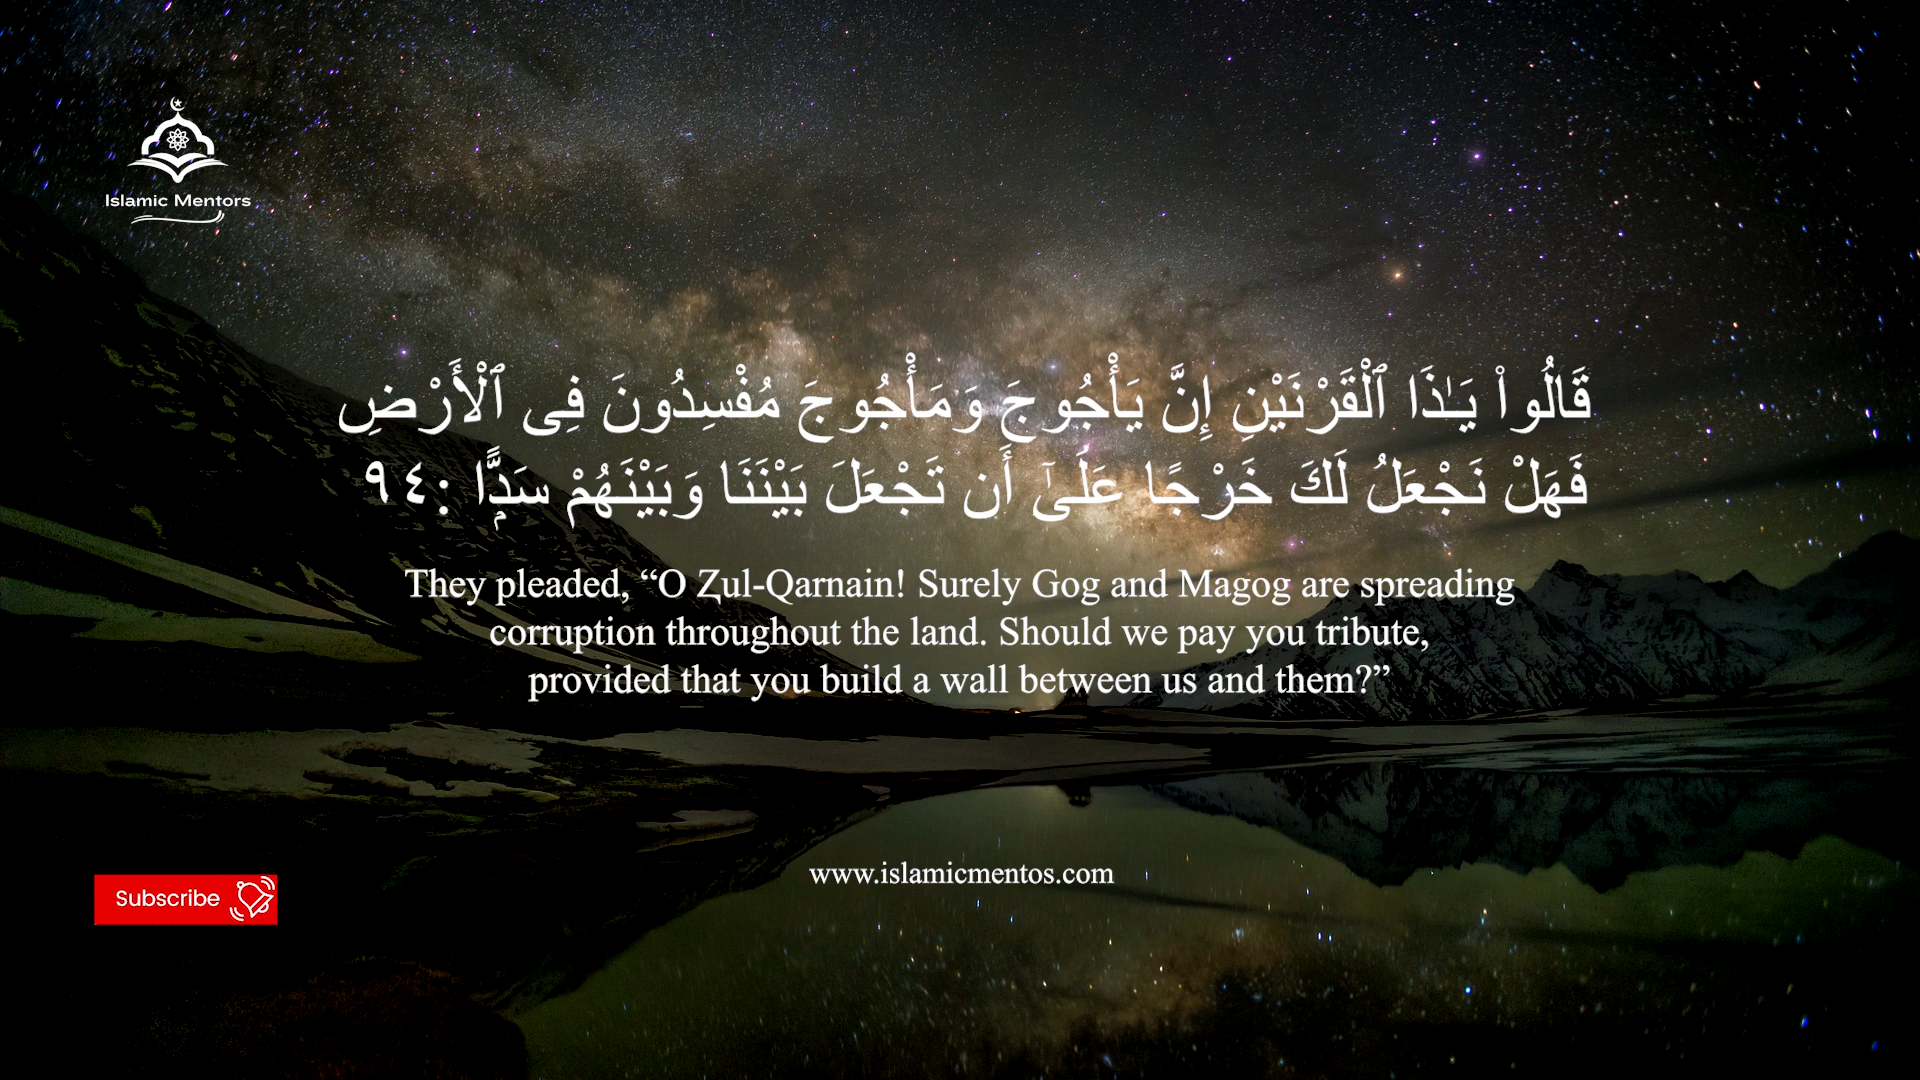 Islamic Mentors
قَالُوا۟ يَـٰذَا ٱلْقَرْنَيْنِ إِنَّ يَأْجُوجَ وَمَأْجُوجَ مُفْسِدُونَ فِى ٱلْأَرْضِ
فَهَلْ نَجْعَلُ لَكَ خَرْجًا عَلَىٰٓ أَن تَجْعَلَ بَيْنَنَا وَبَيْنَهُمْ سَدًّۭا ٩٤:
They pleaded, “O Ⱬul-Qarnain! Surely Gog and Magog are spreading
corruption throughout the land. Should we pay you tribute,
provided that you build a wall between us and them?”
www.islamicmentos.com
Subscribe